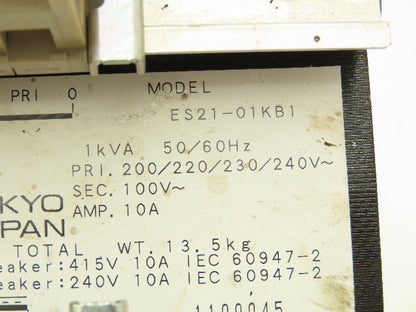 PRI 0 MODEL
ES21-01KB1
1kVA 50/60Hz
PRI. 200/220/230/240V~
SEC. 100V~
KYO AMP. 10A
PAN
TOTAL WT. 13.5kg
eaker: 415V 10A IEC 60947-2
eaker: 240V 10A IEC 60947-2
1100045